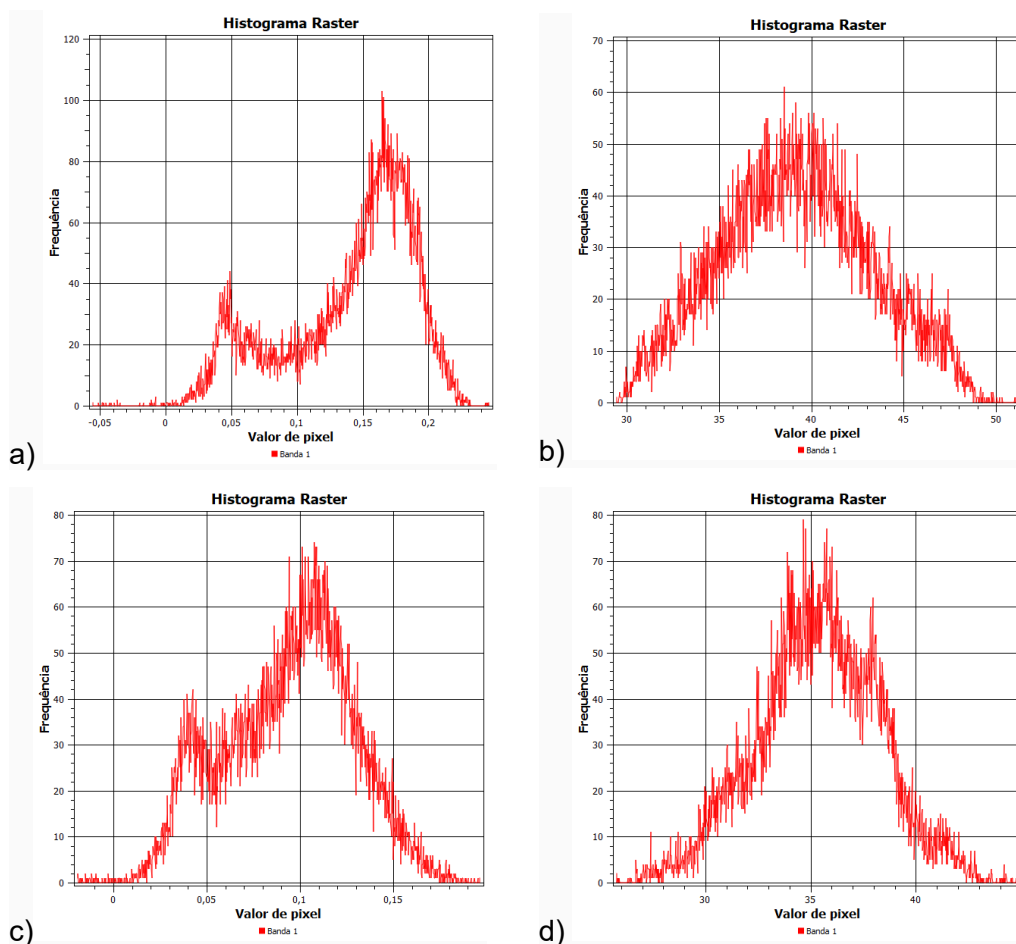 Histograma Raster
120
100
80
60
40
20
0
Frequência
-0,05 0 0,05 0,1 0,15 0,2
Valor de pixel
Banda 1
a)
Histograma Raster
70
60
50
40
30
20
10
0
Frequência
30 35 40 45 50
Valor de pixel
Banda 1
b)
Histograma Raster
80
70
60
50
40
30
20
10
0
Frequência
0 0,05 0,1 0,15
Valor de pixel
Banda 1
c)
Histograma Raster
80
70
60
50
40
30
20
10
0
Frequência
30 35 40
Valor de pixel
Banda 1
d)